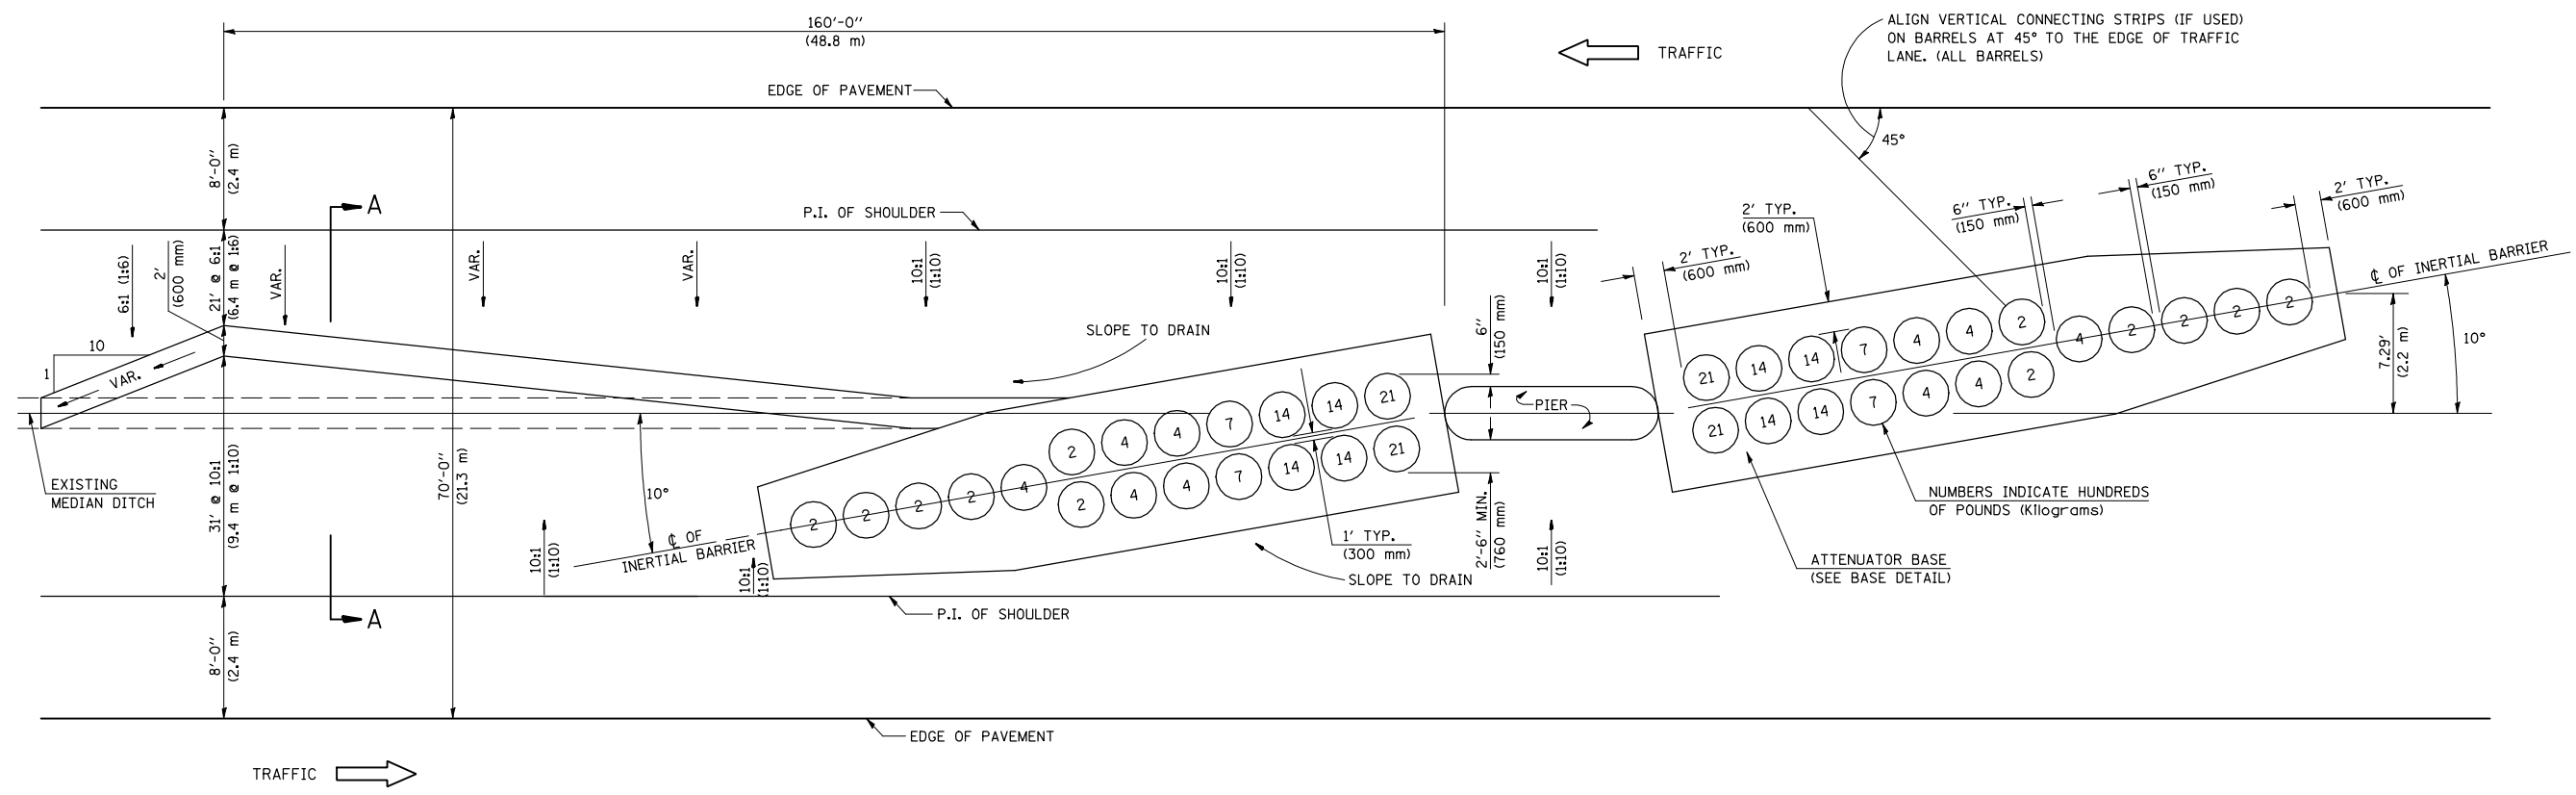 160'-0"
(48.8 m)
TRAFFIC
ALIGN VERTICAL CONNECTING STRIPS (IF USED)
ON BARRELS AT 45° TO THE EDGE OF TRAFFIC
LANE. (ALL BARRELS)
EDGE OF PAVEMENT
45°
8'-0"
(2.4 m)
A
P.I. OF SHOULDER
2' TYP.
(600 mm)
6" TYP.
(150 mm)
6" TYP.
(150 mm)
2' TYP.
(600 mm)
2' TYP.
(600 mm)
6:1 (1:6)
2'
(600 mm)
21' @ 6:1
(6.4 m @ 1:6)
VAR.
VAR.
VAR.
10:1
(1:10)
10:1
(1:10)
10:1
(1:10)
℄ OF INERTIAL BARRIER
10
1
VAR.
SLOPE TO DRAIN
6"
(150 mm)
PIER
21 14 14 7 4 4 2
4 2 2 2 2
21 14 14 7 4 4 2
7.29'
(2.2 m)
10°
2 4 4 7 14 14 21
2 2 2 2 4
2 4 4 7 14 14 21
EXISTING
MEDIAN DITCH
31' @ 10:1
(9.4 m @ 1:10)
70'-0"
(21.3 m)
10°
℄ OF
INERTIAL BARRIER
10:1
(1:10)
10:1
(1:10)
1' TYP.
(300 mm)
2'-6" MIN.
(760 mm)
10:1
(1:10)
NUMBERS INDICATE HUNDREDS
OF POUNDS (Kilograms)
ATTENUATOR BASE
(SEE BASE DETAIL)
SLOPE TO DRAIN
A
P.I. OF SHOULDER
8'-0"
(2.4 m)
EDGE OF PAVEMENT
TRAFFIC